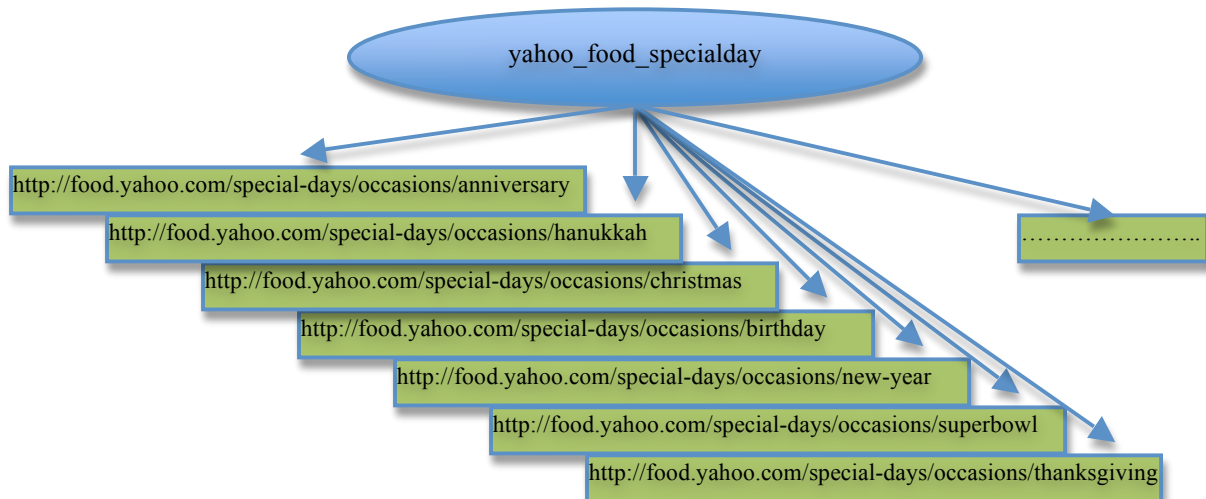 yahoo_food_specialday
http://food.yahoo.com/special-days/occasions/anniversary
http://food.yahoo.com/special-days/occasions/hanukkah
…………………..
http://food.yahoo.com/special-days/occasions/christmas
http://food.yahoo.com/special-days/occasions/birthday
http://food.yahoo.com/special-days/occasions/new-year
http://food.yahoo.com/special-days/occasions/superbowl
http://food.yahoo.com/special-days/occasions/thanksgiving